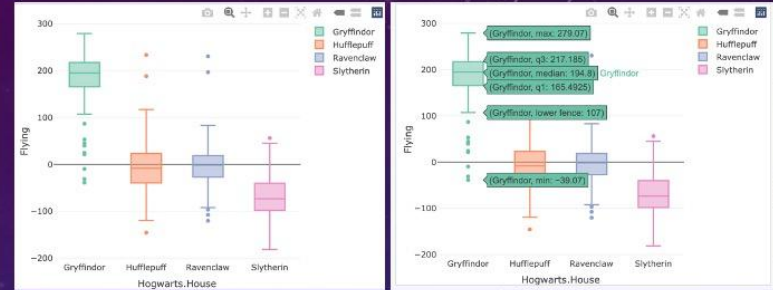 300
200
100
0
−100
−200
Flying
Gryffindor
Hufflepuff
Ravenclaw
Slytherin
Hogwarts.House
Gryffindor
Hufflepuff
Ravenclaw
Slytherin
300
200
100
0
−100
−200
Flying
(Gryffindor, max: 279.07)
(Gryffindor, q3: 217.185)
(Gryffindor, median: 194.8) Gryffindor
(Gryffindor, q1: 165.4925)
(Gryffindor, lower fence: 107)
(Gryffindor, min: −39.07)
Gryffindor
Hufflepuff
Ravenclaw
Slytherin
Hogwarts.House
Gryffindor
Hufflepuff
Ravenclaw
Slytherin